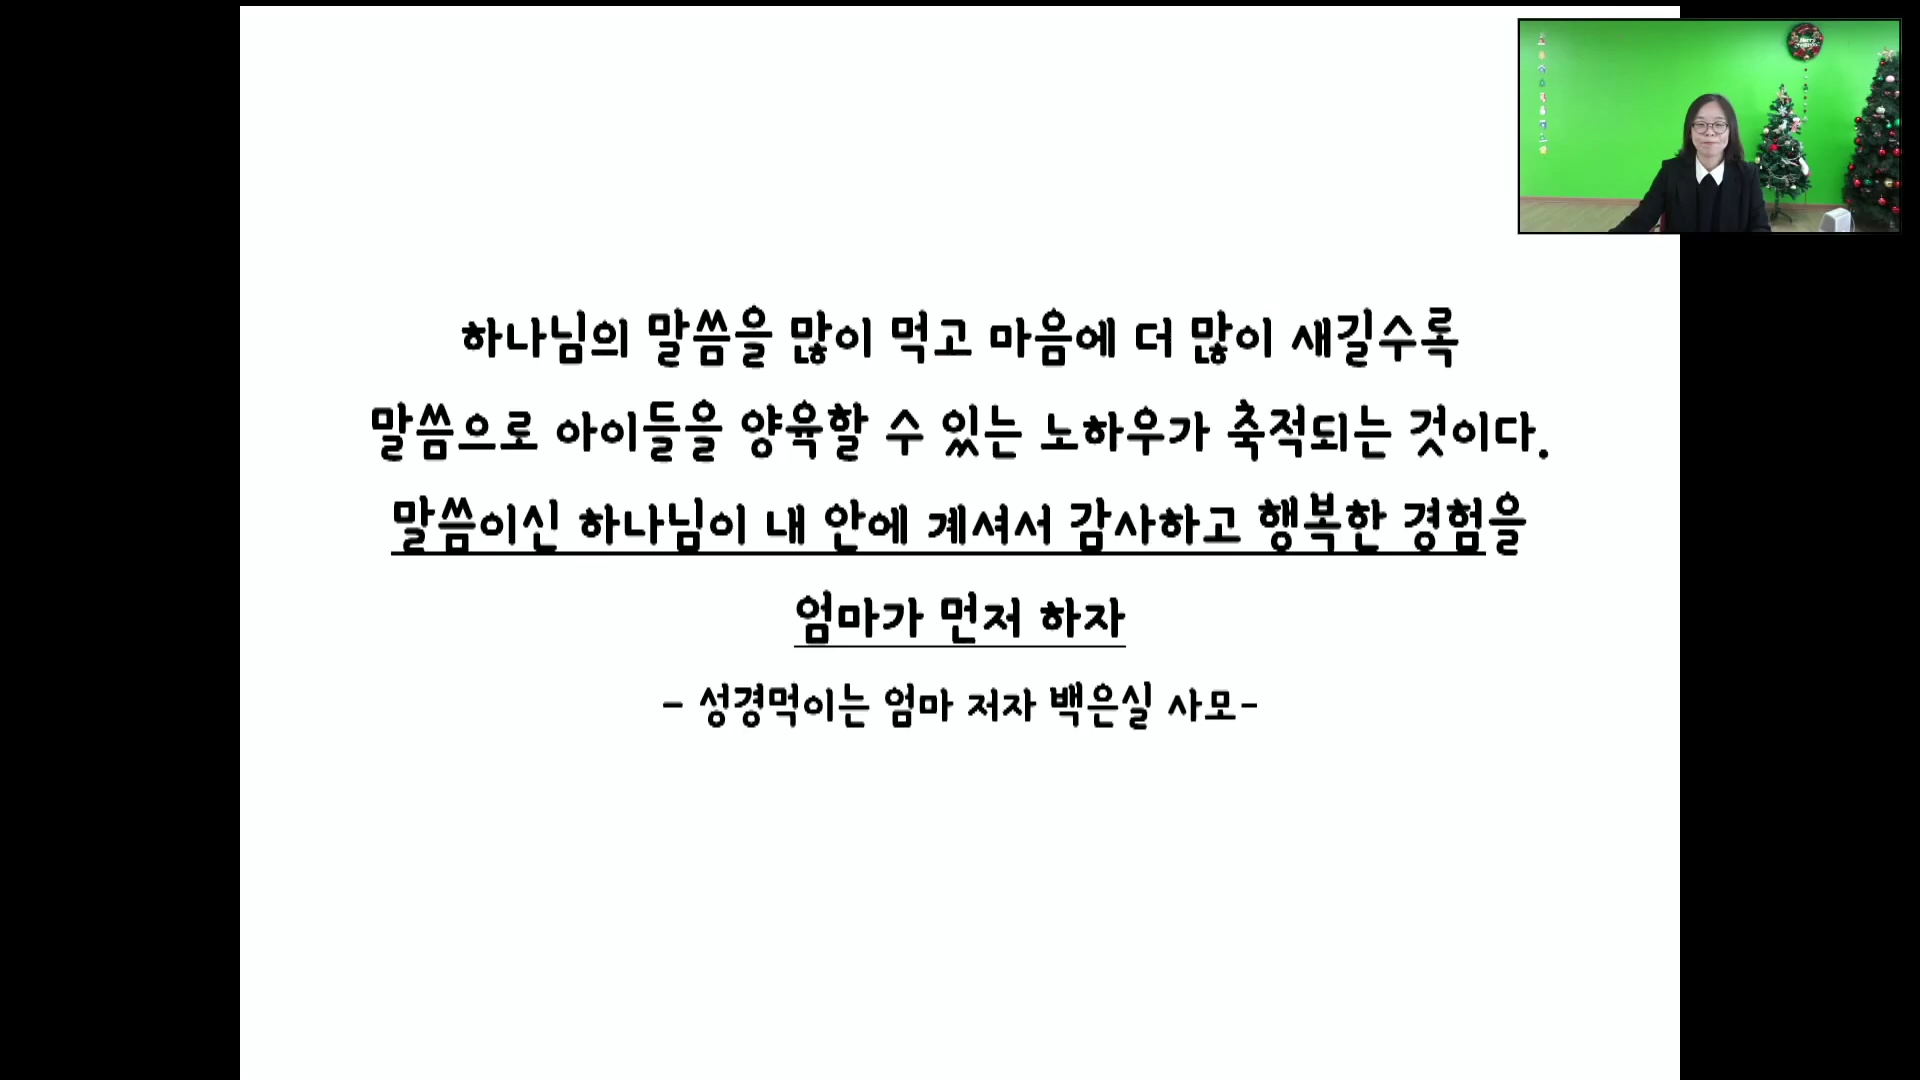 하나님의 말씀을 많이 먹고 마음에 더 많이 새길수록
말씀으로 아이들을 양육할 수 있는 노하우가 축적되는 것이다.
말씀이신 하나님이 내 안에 계셔서 감사하고 행복한 경험을
엄마가 먼저 하자
- 성경먹이는 엄마 저자 백은실 사모-